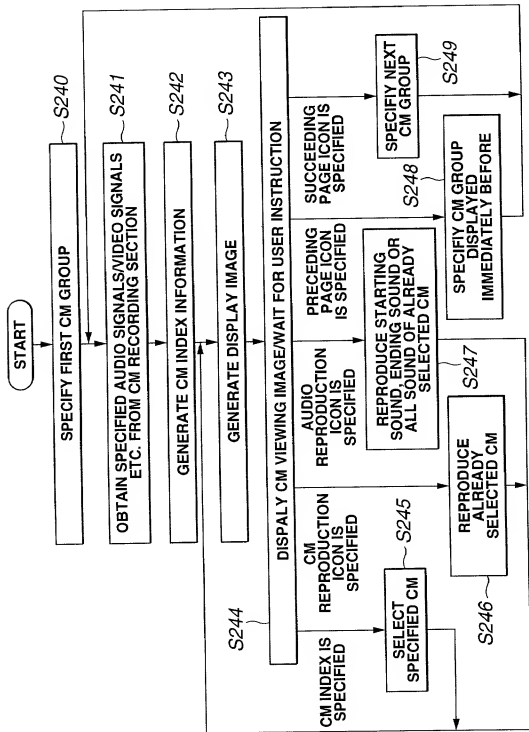 START
SPECIFY FIRST CM GROUP
S240
OBTAIN SPECIFIED AUDIO SIGNALS/VIDEO SIGNALS
ETC. FROM CM RECORDING SECTION
S241
GENERATE CM INDEX INFORMATION
S242
GENERATE DISPLAY IMAGE
S243
S244
DISPALY CM VIEWING IMAGE/WAIT FOR USER INSTRUCTION
CM INDEX IS
SPECIFIED
CM
REPRODUCTION
ICON IS
SPECIFIED
AUDIO
REPRODUCTION
ICON IS
SPECIFIED
PRECEDING
PAGE ICON
IS SPECIFIED
SUCCEEDING
PAGE ICON IS
SPECIFIED
SELECT
SPECIFIED CM
S245
REPRODUCE
ALREADY
SELECTED CM
S246
REPRODUCE STARTING
SOUND, ENDING SOUND OR
ALL SOUND OF ALREADY
SELECTED CM
S247
S248
SPECIFY CM GROUP
DISPLAYED
IMMEDIATELY BEFORE
SPECIFIY NEXT
CM GROUP
S249